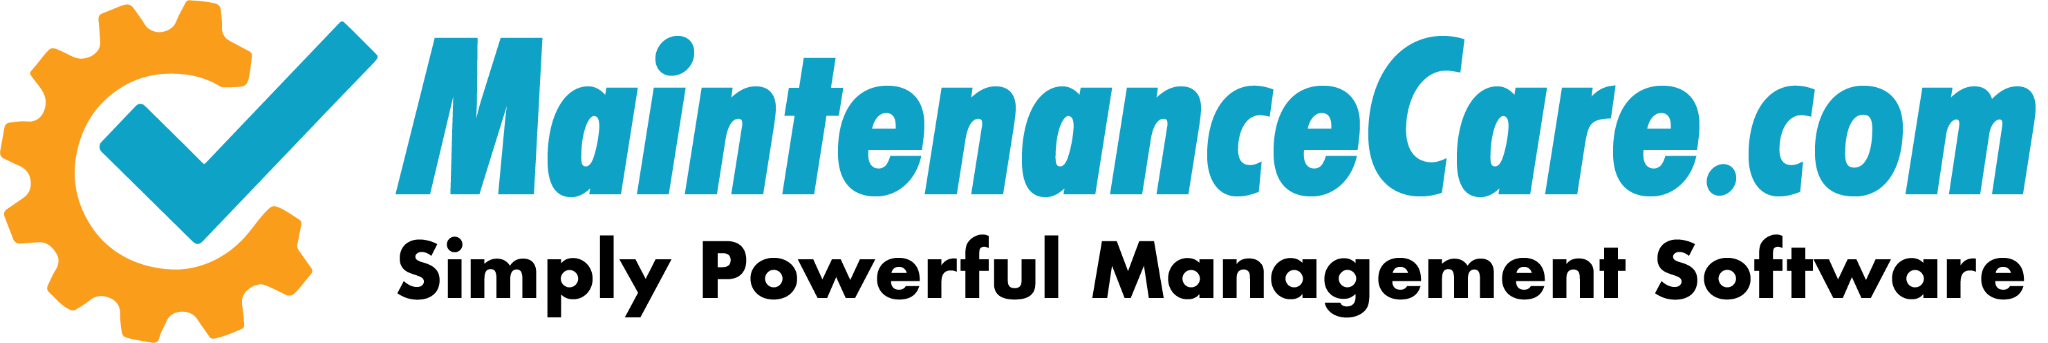 MaintenanceCare.com
Simply Powerful Management Software